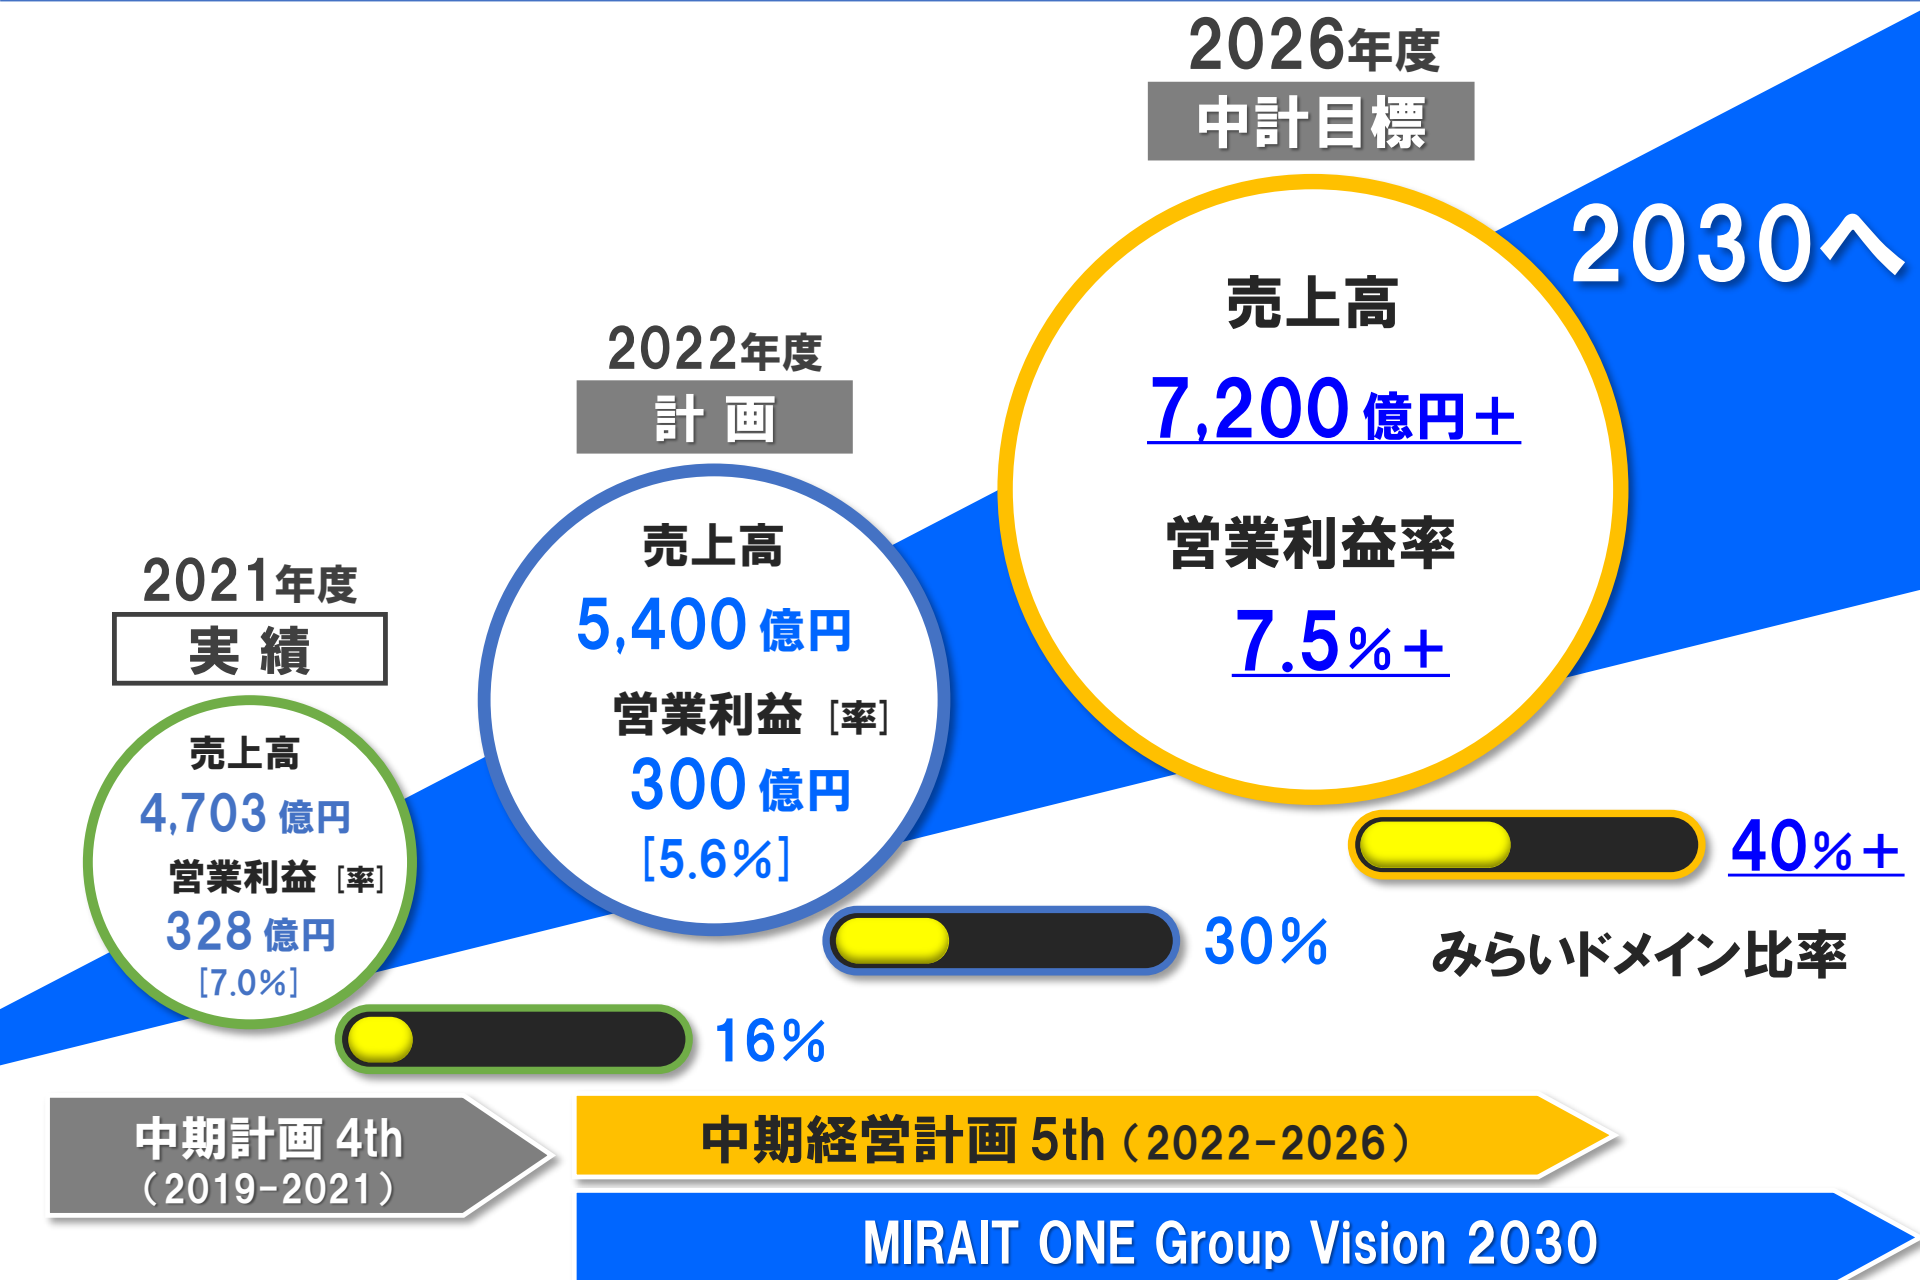 2021年度
実 績
売上高
4,703 億円
営業利益 [率]
328 億円
[7.0%]
16%
2022年度
計 画
売上高
5,400 億円
営業利益 [率]
300 億円
[5.6%]
30%
2026年度
中計目標
売上高
7,200 億円+
営業利益率
7.5%+
40%+
みらいドメイン比率
2030へ
中期計画 4th
(2019-2021)
中期経営計画 5th (2022-2026)
MIRAIT ONE Group Vision 2030